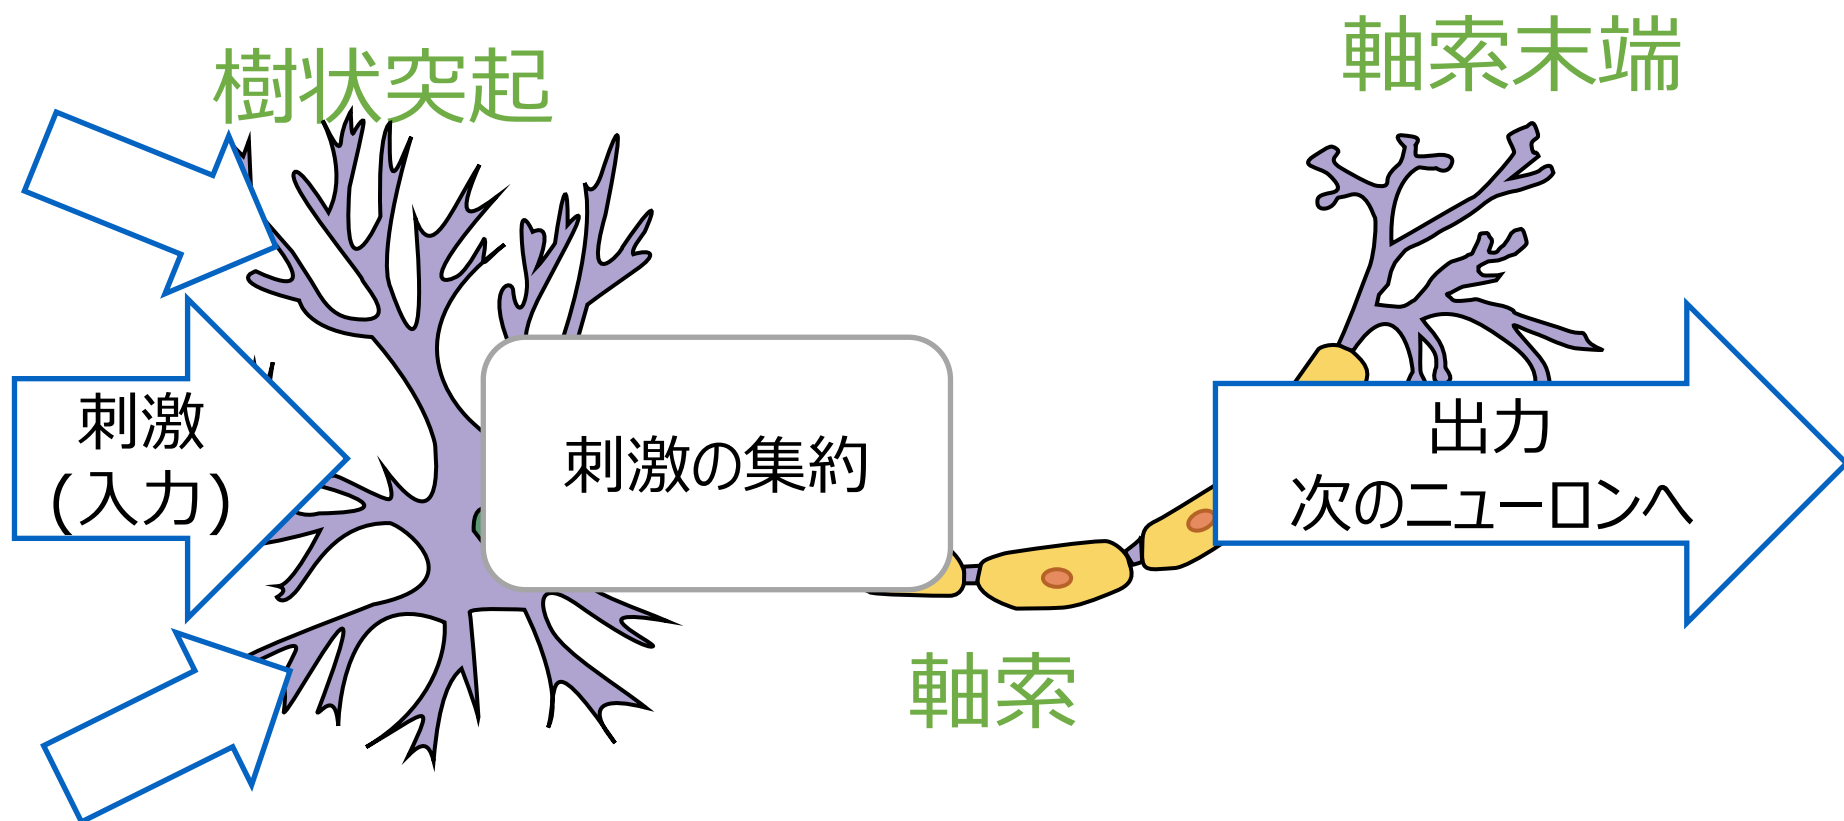 樹状突起
軸索末端
刺激
(入力)
刺激の集約
出力
次のニューロンへ
軸索